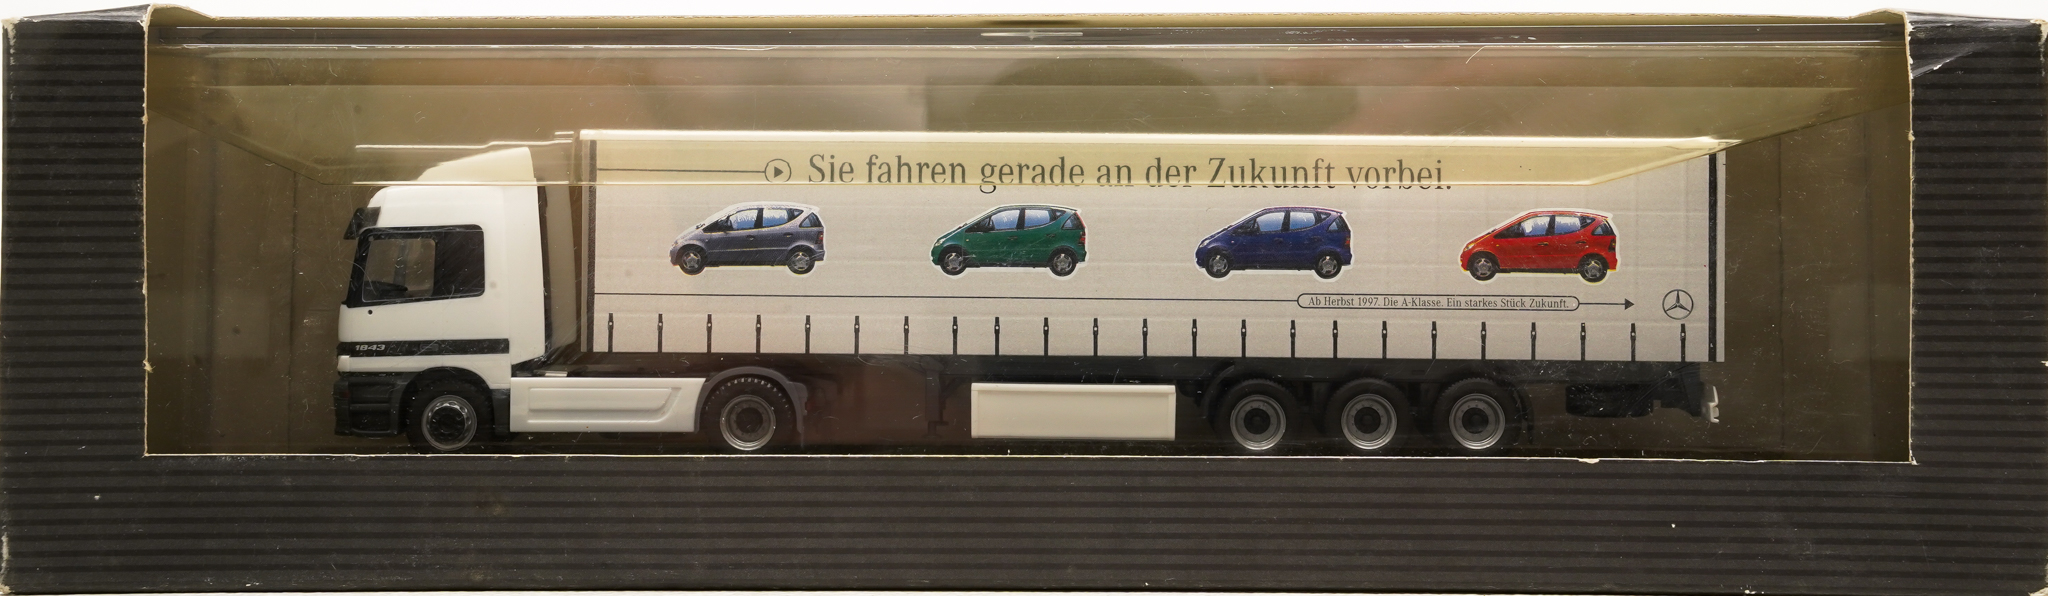 Sie fahren gerade an der Zukunft vorbei.
Ab Herbst 1997. Die A-Klasse. Ein starkes Stück Zukunft.
1843